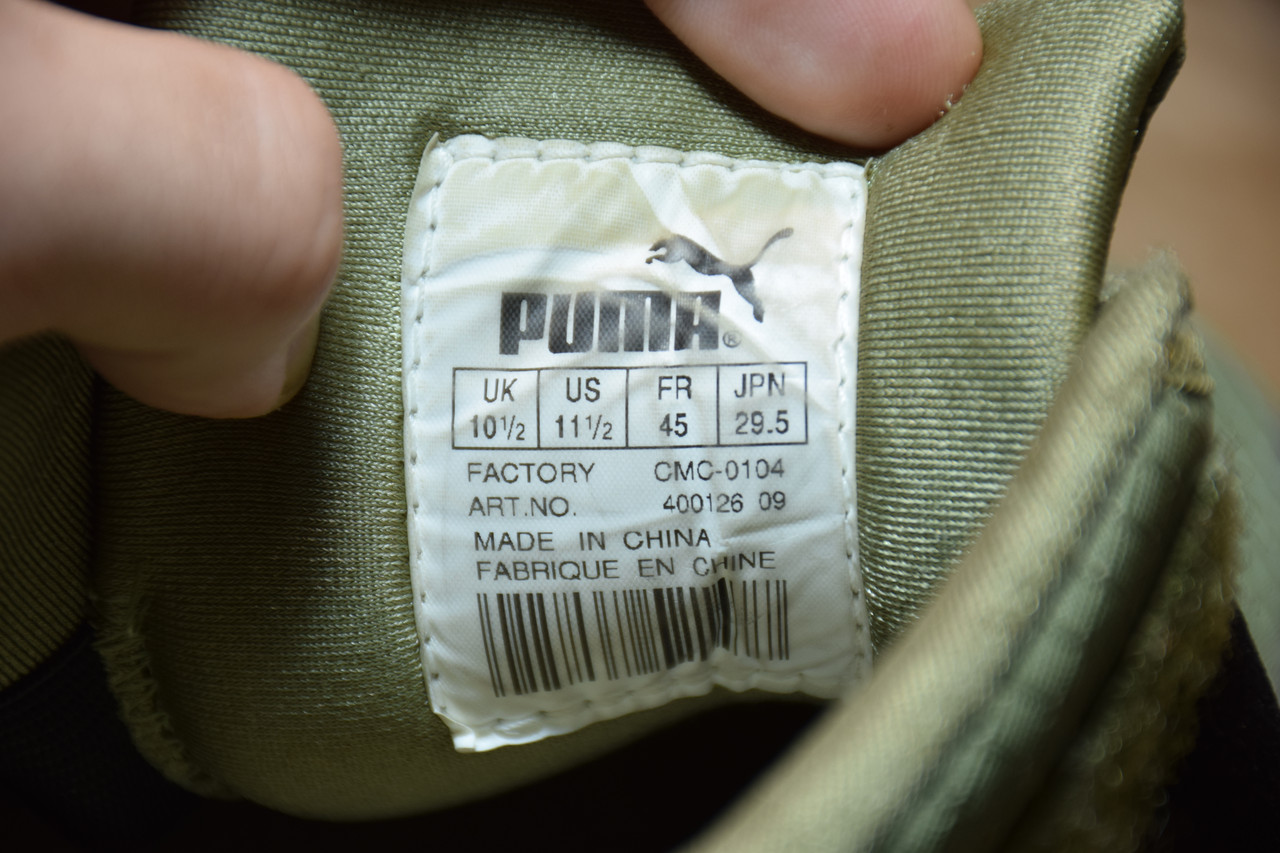 PUMA®
UK US FR JPN
10½ 11½ 45 29.5
FACTORY CMC-0104
ART.NO. 400126 09
MADE IN CHINA
FABRIQUE EN CHINE